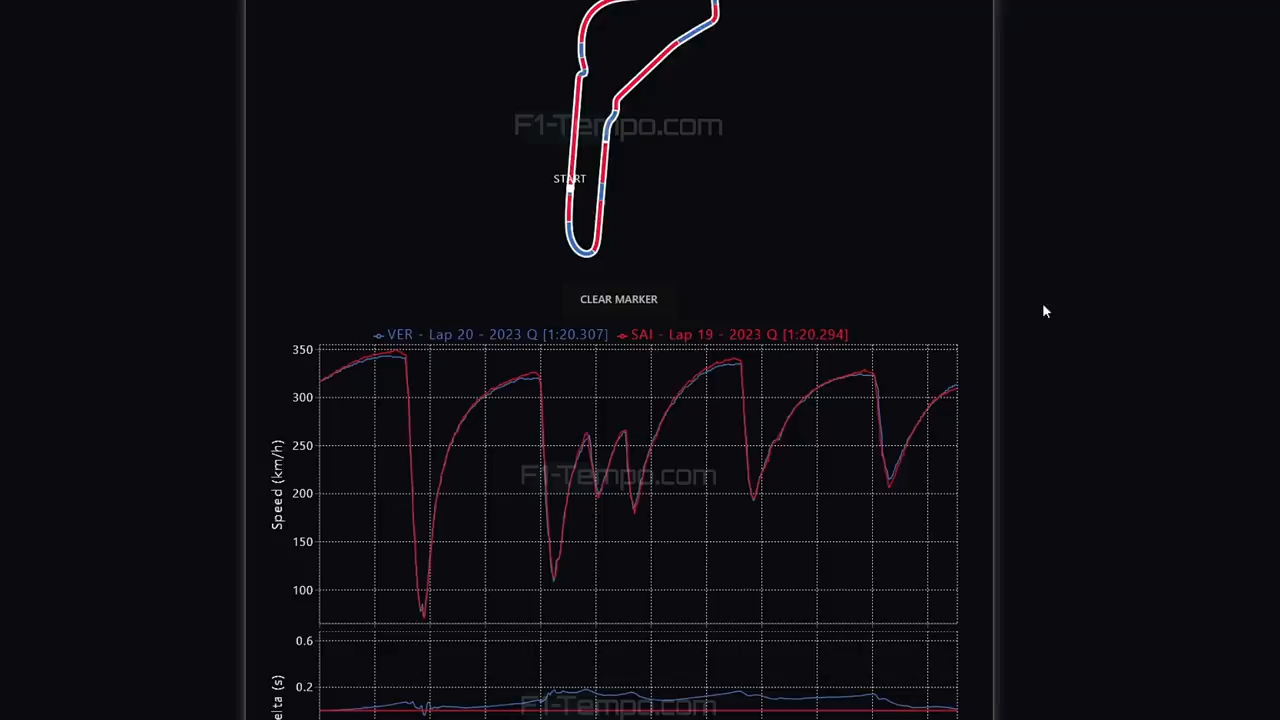 F1-Tempo.com
START
CLEAR MARKER
VER - Lap 20 - 2023 Q [1:20.307] SAI - Lap 19 - 2023 Q [1:20.294]
350
300
250
200
150
100
Speed (km/h)
F1-Tempo.com
0.6
0.2
elta (s)
F1-Tempo.com